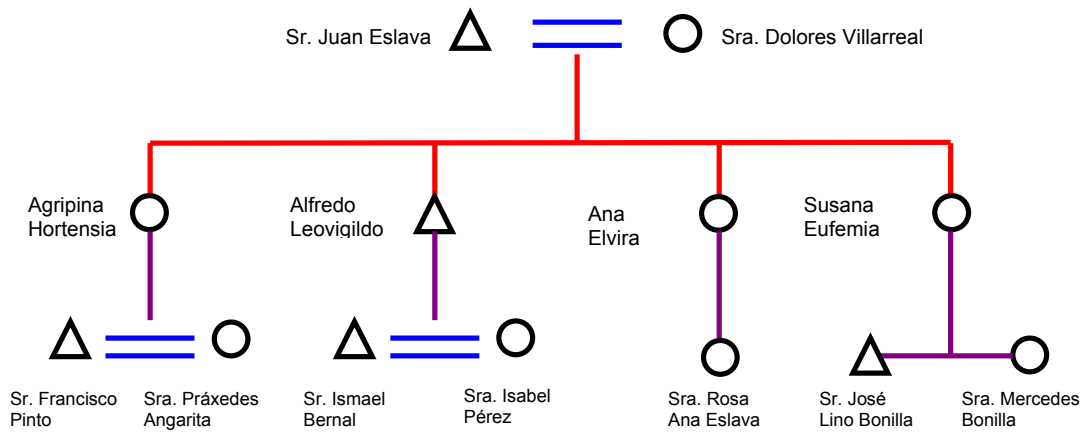 Sr. Juan Eslava
Sra. Dolores Villarreal
Agripina
Hortensia
Alfredo
Leovigildo
Ana
Elvira
Susana
Eufemia
Sr. Francisco
Pinto
Sra. Práxedes
Angarita
Sr. Ismael
Bernal
Sra. Isabel
Pérez
Sra. Rosa
Ana Eslava
Sr. José
Lino Bonilla
Sra. Mercedes
Bonilla